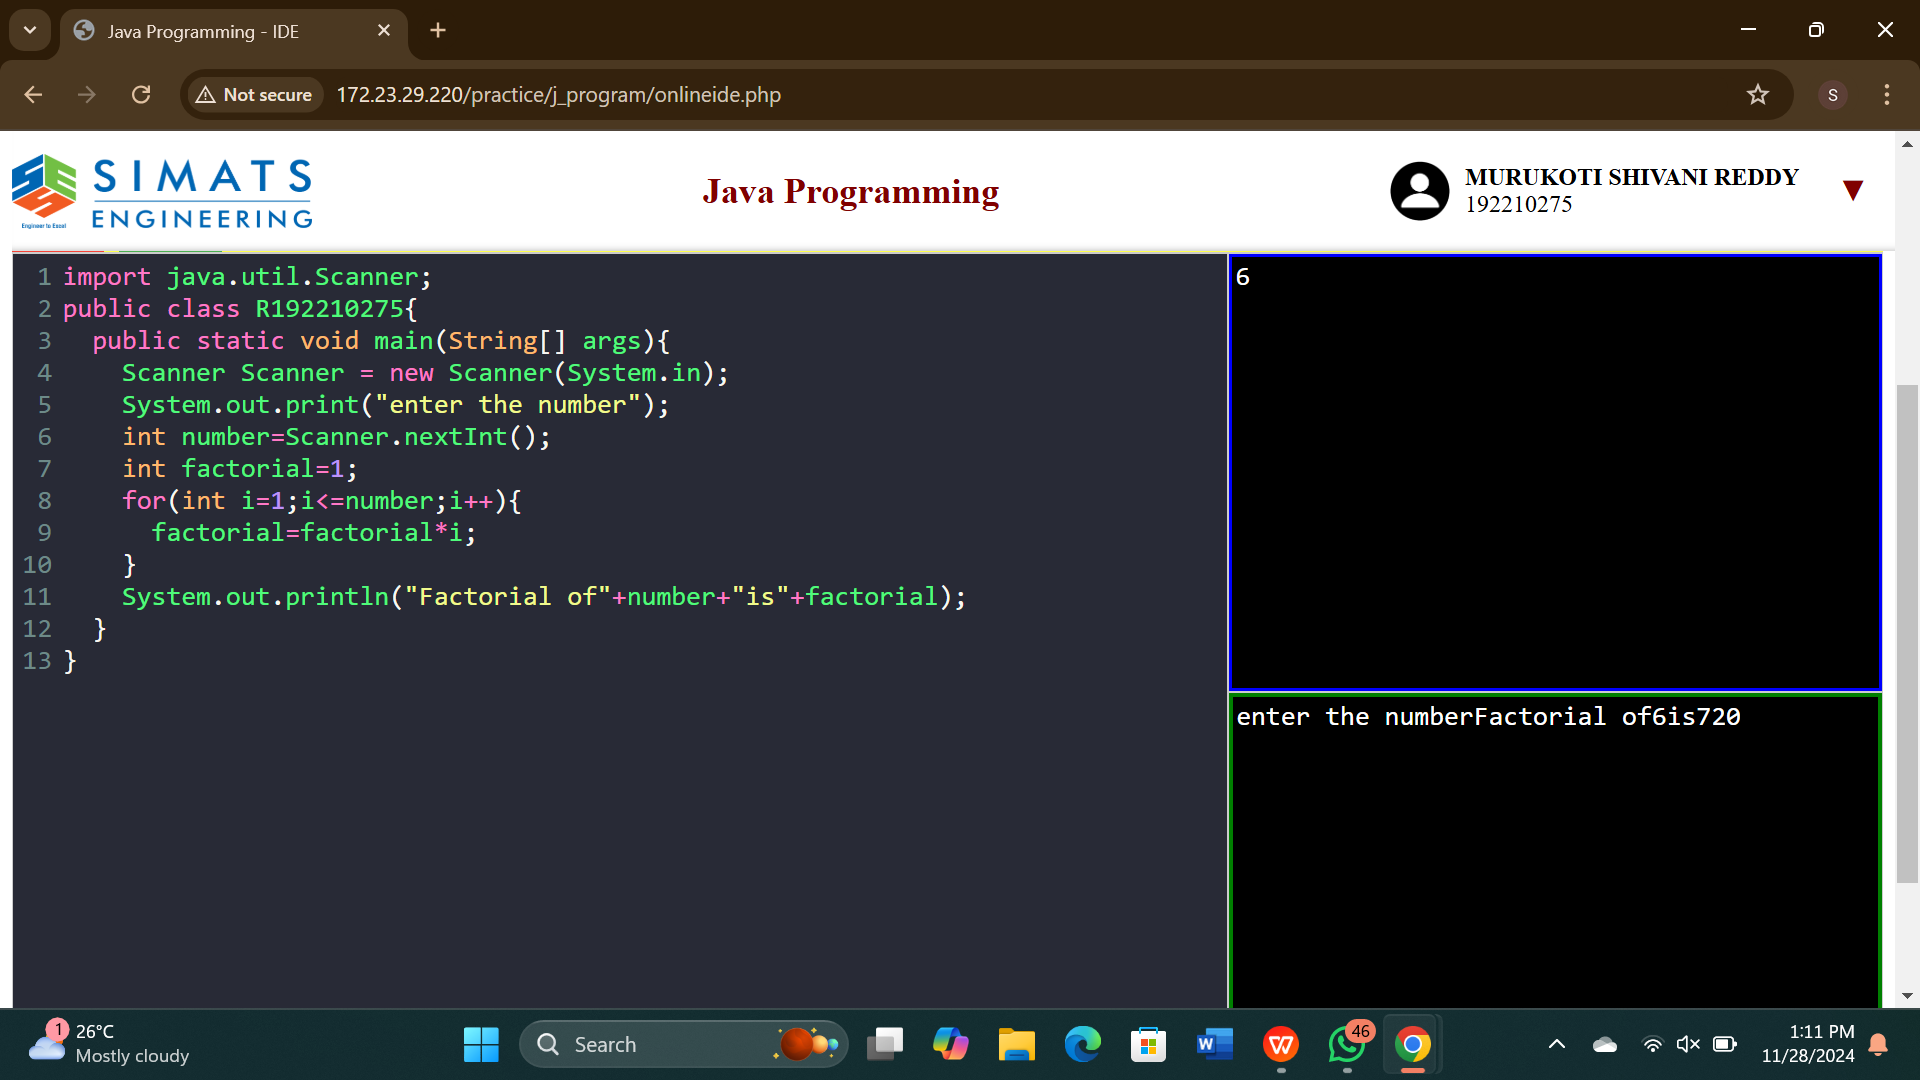 Java Programming - IDE
Not secure
172.23.29.220/practice/j_program/onlineide.php
S
SIMATS
ENGINEERING
Engineer to Excel
Java Programming
MURUKOTI SHIVANI REDDY
192210275
1 import java.util.Scanner;
2 public class R192210275{
3   public static void main(String[] args){
4     Scanner Scanner = new Scanner(System.in);
5     System.out.print("enter the number");
6     int number=Scanner.nextInt();
7     int factorial=1;
8     for(int i=1;i<=number;i++){
9       factorial=factorial*i;
10     }
11     System.out.println("Factorial of"+number+"is"+factorial);
12   }
13 }
6
enter the numberFactorial of6is720
1
26°C
Mostly cloudy
Search
W
W
46
1:11 PM
11/28/2024